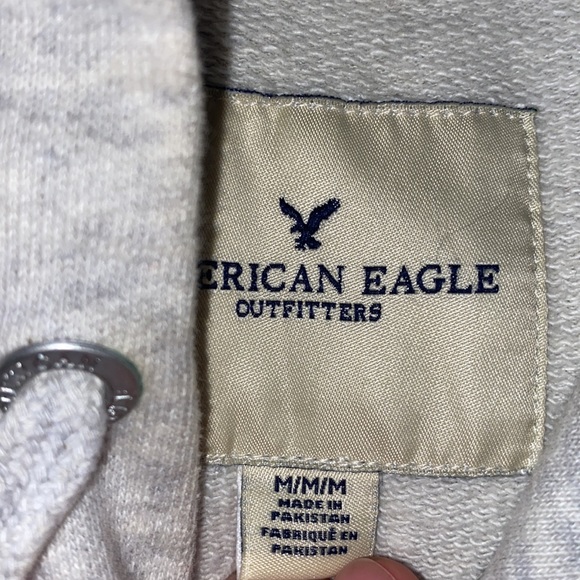 ERICAN EAGLE
OUTFITTERS
M/M/M
MADE IN
PAKISTAN
FABRIQUÉ EN
PAKISTAN